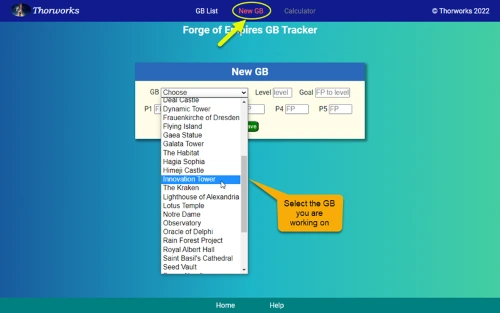 Thorworks
GB List
New GB
Calculator
© Thorworks 2022
Forge of Empires GB Tracker
New GB
GB Choose Level level Goal FP to level
P1 FP P4 FP P5 FP
Deal Castle
Dynamic Tower
Frauenkirche of Dresden
Flying Island
Gaea Statue
Galata Tower
The Habitat
Hagia Sophia
Himeji Castle
Innovation Tower
The Kraken
Lighthouse of Alexandria
Lotus Temple
Notre Dame
Observatory
Oracle of Delphi
Rain Forest Project
Royal Albert Hall
Saint Basil's Cathedral
Seed Vault
Select the GB
you are
working on
Home
Help